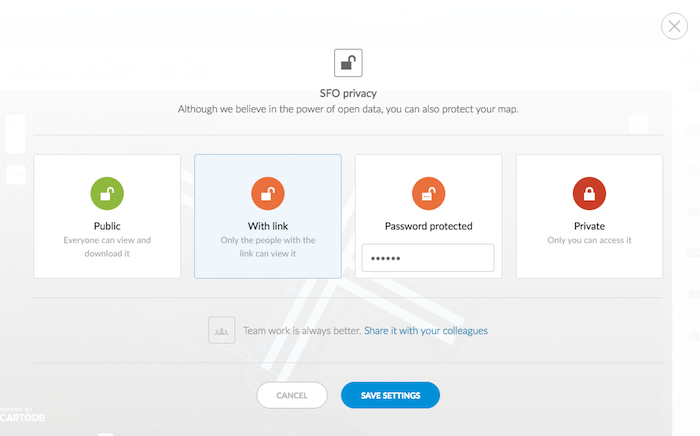 SFO privacy
Although we believe in the power of open data, you can also protect your map.
Public
Everyone can view and
download it
With link
Only the people with the
link can view it
Password protected
••••••
Private
Only you can access it
Team work is always better. Share it with your colleagues
CANCEL
SAVE SETTINGS
CARTODB